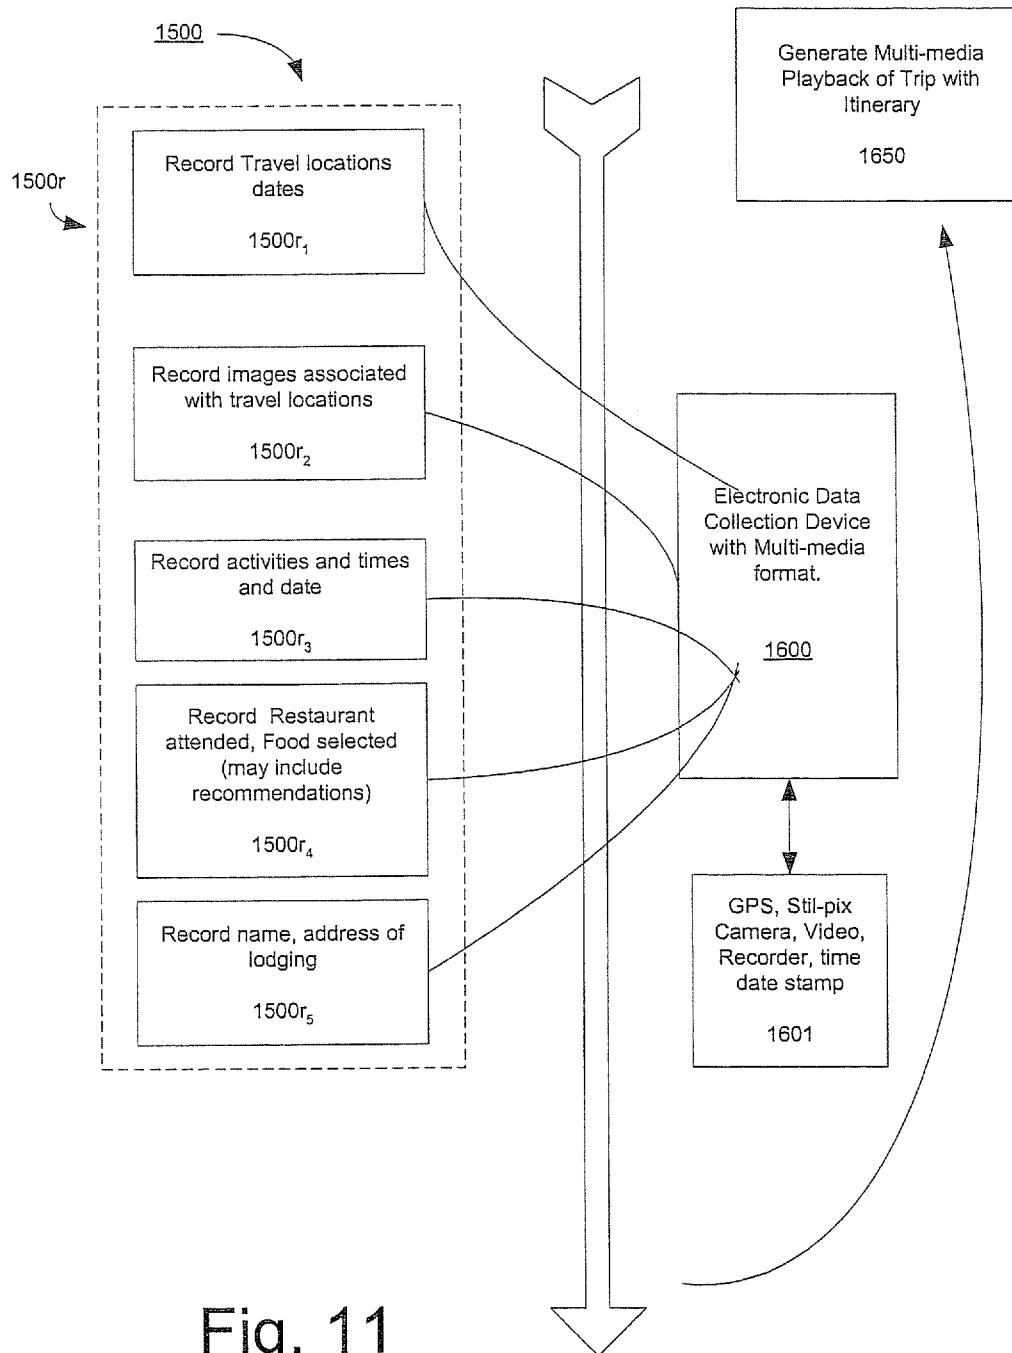 1500
1500r
Record Travel locations
dates
1500r₁
Record images associated
with travel locations
1500r₂
Record activities and times
and date
1500r₃
Record Restaurant
attended, Food selected
(may include
recommendations)
1500r₄
Record name, address of
lodging
1500r₅
Generate Multi-media
Playback of Trip with
Itinerary
1650
Electronic Data
Collection Device
with Multi-media
format.
1600
GPS, Stil-pix
Camera, Video,
Recorder, time
date stamp
1601
Fig. 11